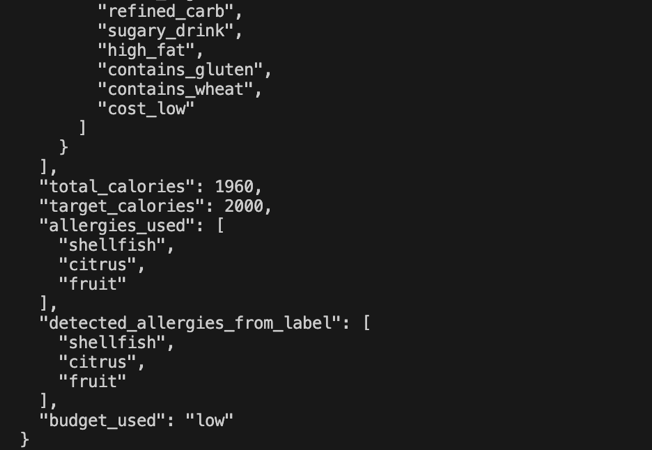 "refined_carb",
"sugary_drink",
"high_fat",
"contains_gluten",
"contains_wheat",
"cost_low"
]
}
],
"total_calories": 1960,
"target_calories": 2000,
"allergies_used": [
"shellfish",
"citrus",
"fruit"
],
"detected_allergies_from_label": [
"shellfish",
"citrus",
"fruit"
],
"budget_used": "low"
}